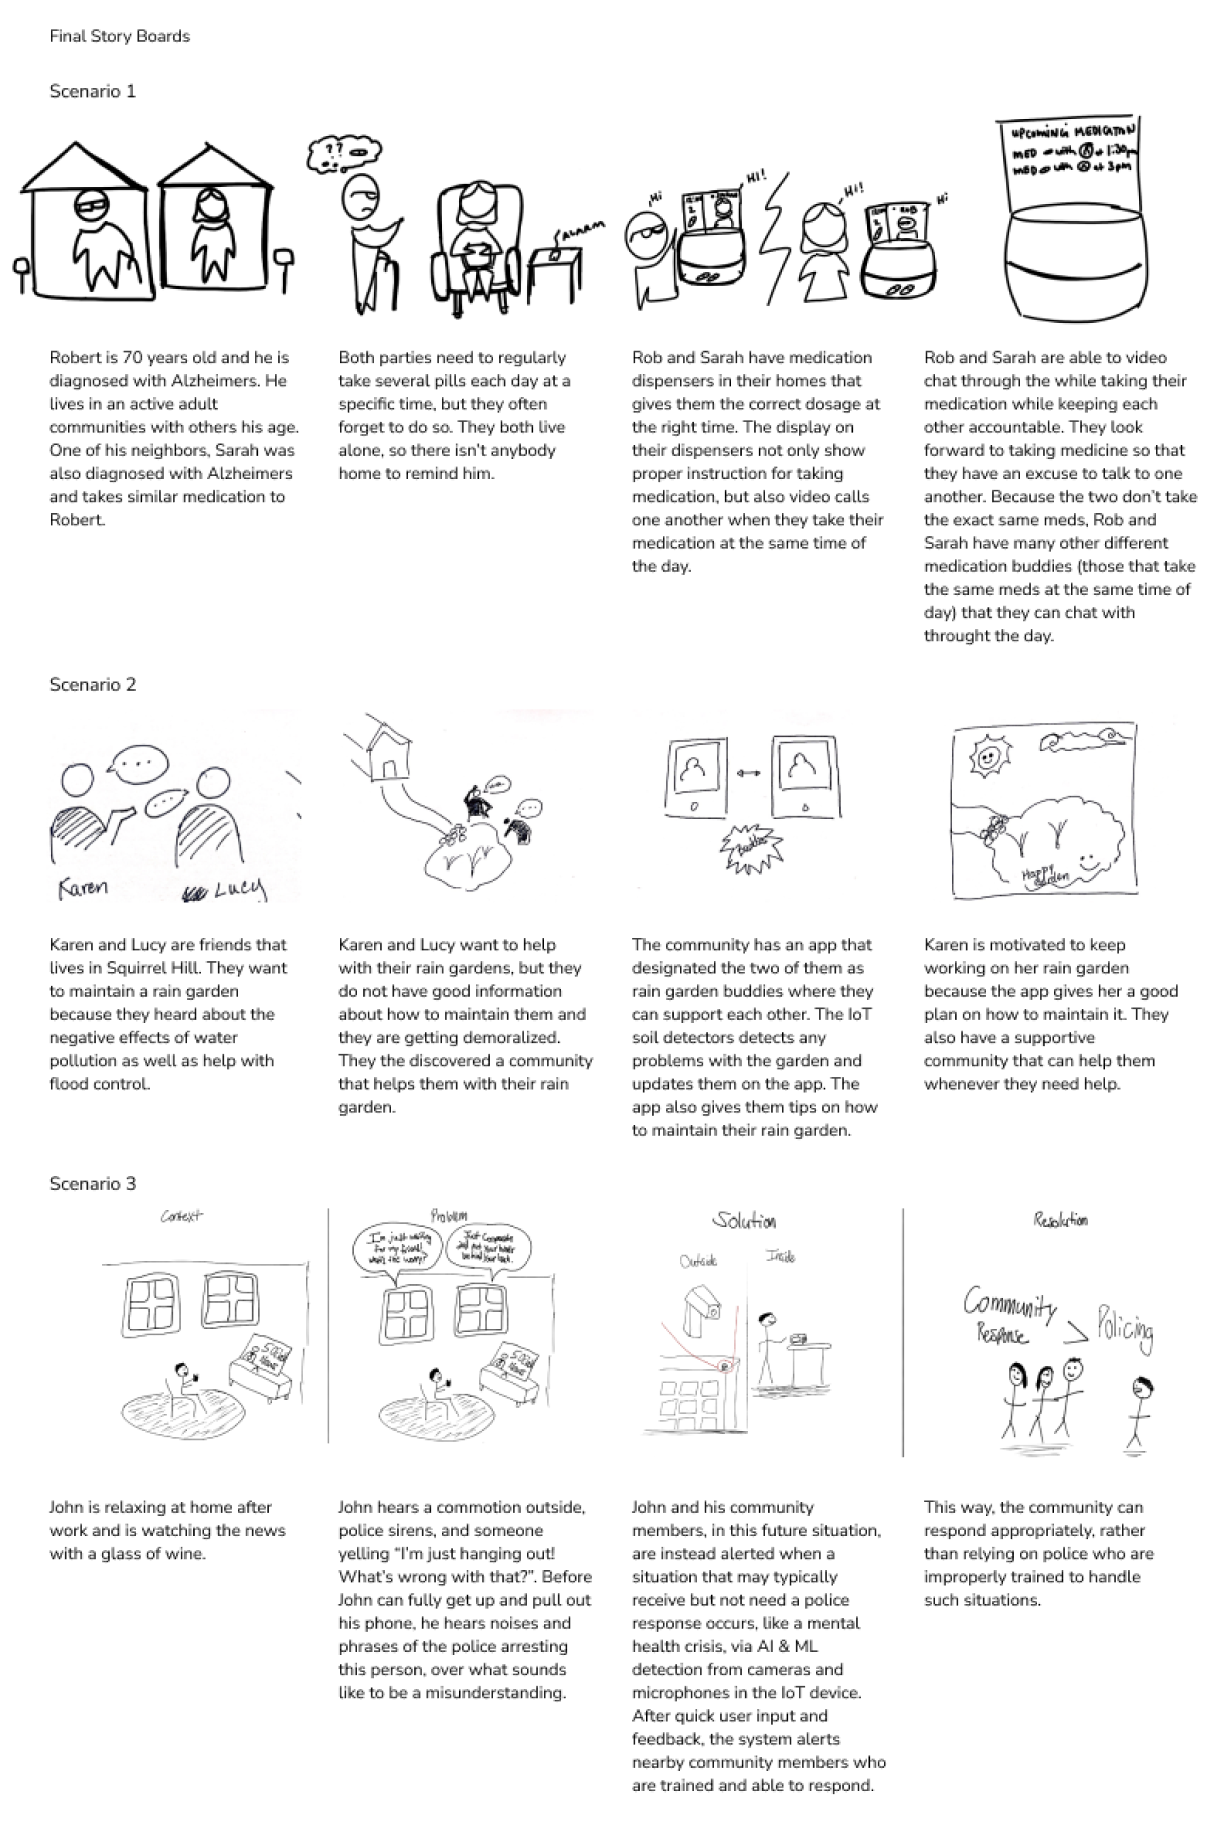 Final Story Boards
Scenario 1
??
ALARM
Hi
HI!
Hi!
ROB
Hi
UPCOMING MEDICATON
MED with at 1:30pm
MED with at 3pm
Robert is 70 years old and he is
diagnosed with Alzheimers. He
lives in an active adult
communities with others his age.
One of his neighbors, Sarah was
also diagnosed with Alzheimers
and takes similar medication to
Robert.
Both parties need to regularly
take several pills each day at a
specific time, but they often
forget to do so. They both live
alone, so there isn't anybody
home to remind him.
Rob and Sarah have medication
dispensers in their homes that
gives them the correct dosage at
the right time. The display on
their dispensers not only show
proper instruction for taking
medication, but also video calls
one another when they take their
medication at the same time of
the day.
Rob and Sarah are able to video
chat through the while taking their
medication while keeping each
other accountable. They look
forward to taking medicine so that
they have an excuse to talk to one
another. Because the two don't take
the exact same meds, Rob and
Sarah have many other different
medication buddies (those that take
the same meds at the same time of
day) that they can chat with
throught the day.
Scenario 2
...
...
Karen
Lucy
Buddies
Happy
Garden
Karen and Lucy are friends that
lives in Squirrel Hill. They want
to maintain a rain garden
because they heard about the
negative effects of water
pollution as well as help with
flood control.
Karen and Lucy want to help
with their rain gardens, but they
do not have good information
about how to maintain them and
they are getting demoralized.
They the discovered a community
that helps them with their rain
garden.
The community has an app that
designated the two of them as
rain garden buddies where they
can support each other. The IoT
soil detectors detects any
problems with the garden and
updates them on the app. The
app also gives them tips on how
to maintain their rain garden.
Karen is motivated to keep
working on her rain garden
because the app gives her a good
plan on how to maintain it. They
also have a supportive
community that can help them
whenever they need help.
Scenario 3
Context
Problem
I'm just waiting
for my friend!
what's the worry?
Just Cooperate
and put your hands
behind your back.
Solution
Outside
Inside
Resolution
Community
Response
>
Policing
John is relaxing at home after
work and is watching the news
with a glass of wine.
John hears a commotion outside,
police sirens, and someone
yelling "I'm just hanging out!
What's wrong with that?". Before
John can fully get up and pull out
his phone, he hears noises and
phrases of the police arresting
this person, over what sounds
like to be a misunderstanding.
John and his community
members, in this future situation,
are instead alerted when a
situation that may typically
receive but not need a police
response occurs, like a mental
health crisis, via AI & ML
detection from cameras and
microphones in the IoT device.
After quick user input and
feedback, the system alerts
nearby community members who
are trained and able to respond.
This way, the community can
respond appropriately, rather
than relying on police who are
improperly trained to handle
such situations.